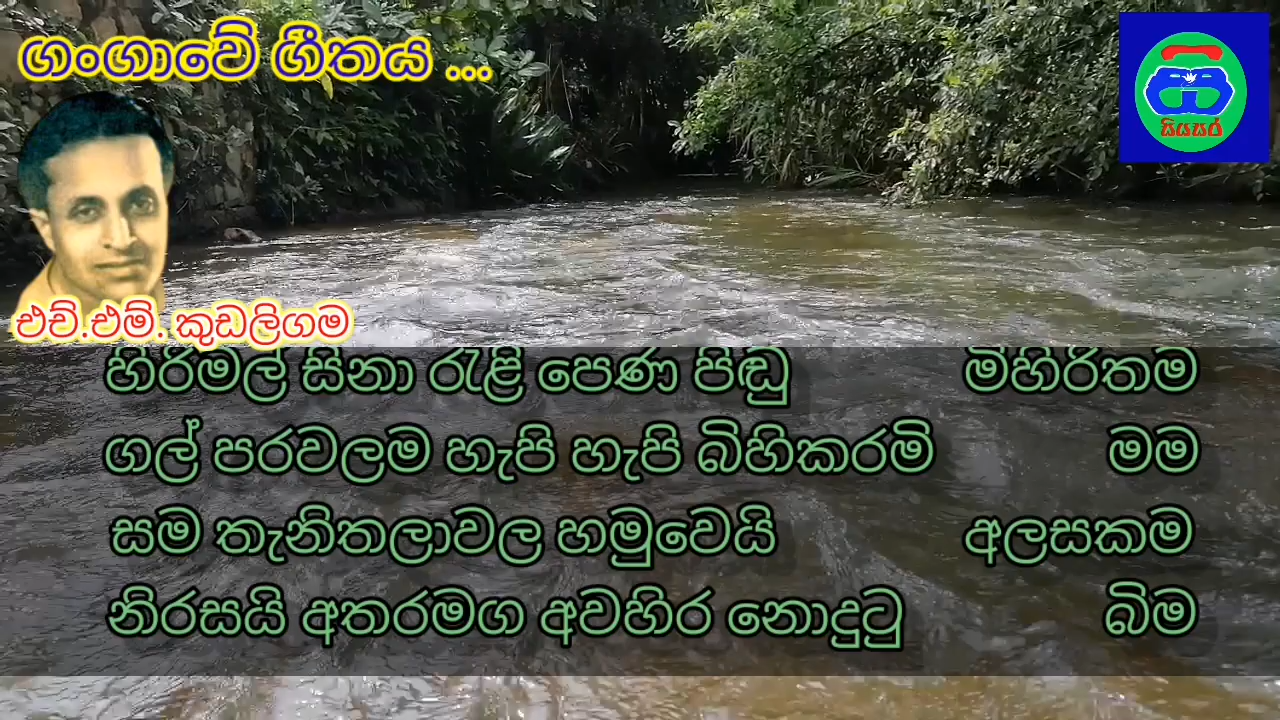 ගංගාවේ ගීතය ...
සියසර
එච්.එම්. කුඩලිගම
හිරිමල් සිනා රැළි පෙණ පිඬු මිහිරිතම
ගල් පරවලම හැපි හැපි බිහිකරමි මම
සම තැනිතලාවල හමුවෙයි අලසකම
නිරසයි අතරමග අවහිර නොදුටු බිම